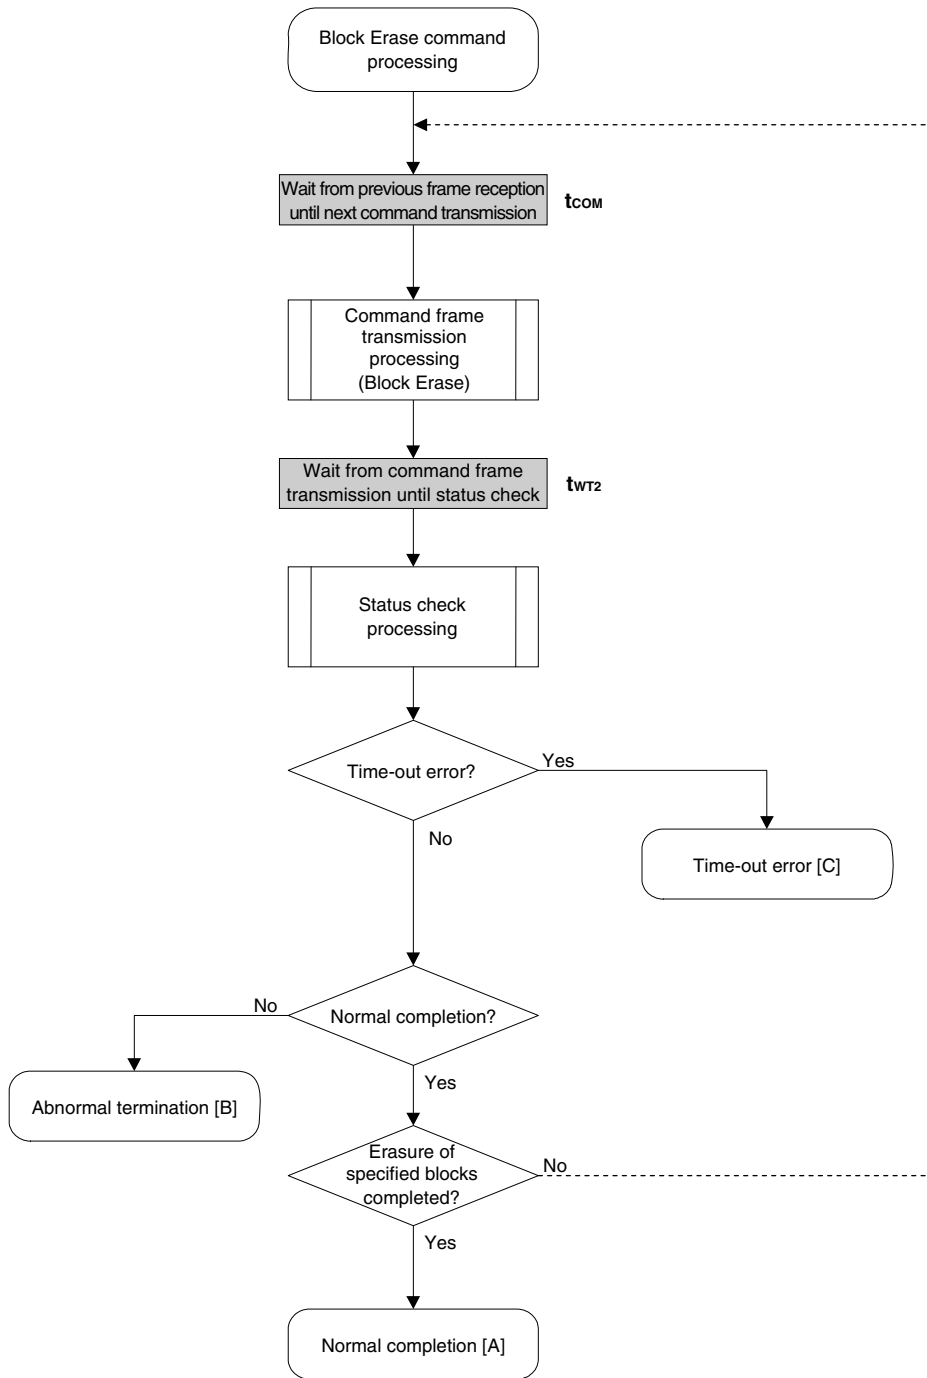 Block Erase command
processing
Wait from previous frame reception
until next command transmission
tCOM
Command frame
transmission
processing
(Block Erase)
Wait from command frame
transmission until status check
tWT2
Status check
processing
Time-out error?
Yes
No
Time-out error [C]
No
Normal completion?
Abnormal termination [B]
Yes
Erasure of
specified blocks
completed?
No
Yes
Normal completion [A]